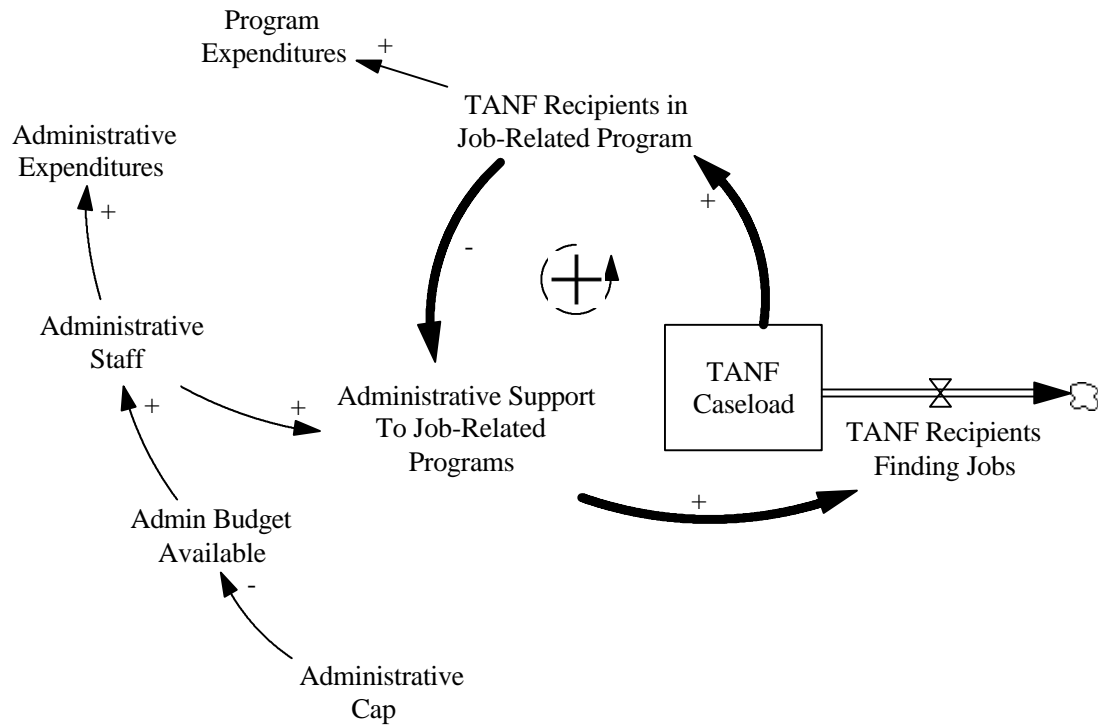 Program
Expenditures
+
TANF Recipients in
Job-Related Program
Administrative
Expenditures
+
+
-
Administrative
Staff
+
+
Administrative Support
To Job-Related
Programs
TANF
Caseload
TANF Recipients
Finding Jobs
+
+
Admin Budget
Available
-
Administrative
Cap